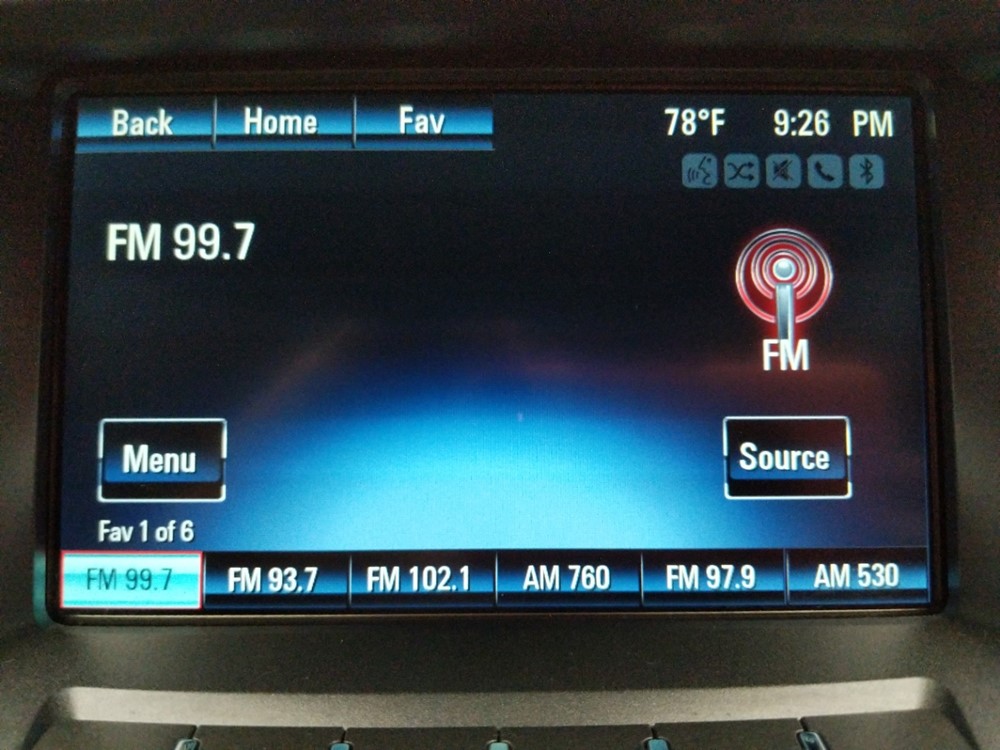 Back Home Fav 78°F 9:26 PM
FM 99.7
FM
Menu Source
Fav 1 of 6
FM 99.7 FM 93.7 FM 102.1 AM 760 FM 97.9 AM 530